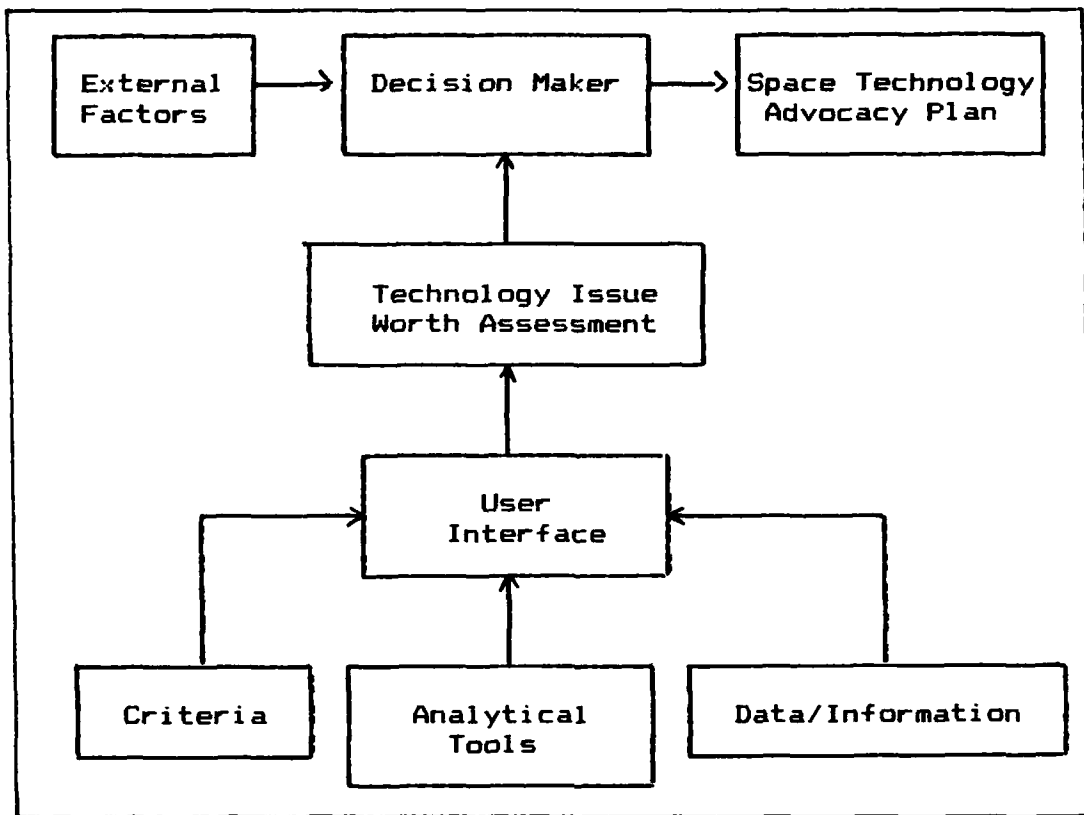 External
Factors
Decision Maker
Space Technology
Advocacy Plan
Technology Issue
Worth Assessment
User
Interface
Criteria
Analytical
Tools
Data/Information